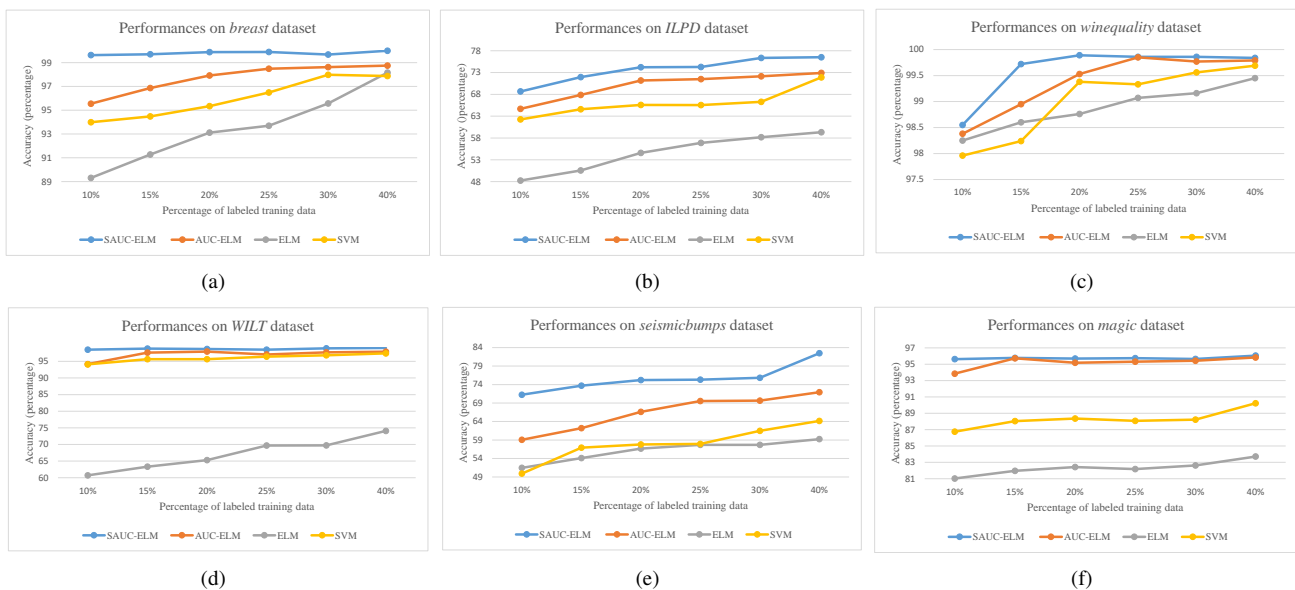 Performances on breast dataset
Accuracy (percentage)
99
97
95
93
91
89
10% 15% 20% 25% 30% 40%
Percentage of labeled traning data
SAUC-ELM AUC-ELM ELM SVM
(a)
Performances on ILPD dataset
Accuracy ()percentage)
78
73
68
63
58
53
48
10% 15% 20% 25% 30% 40%
Percentage of labeled traning data
SAUC-ELM AUC-ELM ELM SVM
(b)
Performances on winequality dataset
Accuracy (percentage)
100
99.5
99
98.5
98
97.5
10% 15% 20% 25% 30% 40%
Percentage of labeled training data
SAUC-ELM AUC-ELM ELM SVM
(c)
Performances on WILT dataset
Accuracy (percentage)
95
90
85
80
75
70
65
60
10% 15% 20% 25% 30% 40%
Percentage of labeled training data
SAUC-ELM AUC-ELM ELM SVM
(d)
Performances on seismicbumps dataset
Accuracy (percentage)
84
79
74
69
64
59
54
49
10% 15% 20% 25% 30% 40%
Percentage of labeled training data
SAUC-ELM AUC-ELM ELM SVM
(e)
Performances on magic dataset
Accuracy (percentage)
97
95
93
91
89
87
85
83
81
10% 15% 20% 25% 30% 40%
Percentage of labeled training data
SAUC-ELM AUC-ELM ELM SVM
(f)